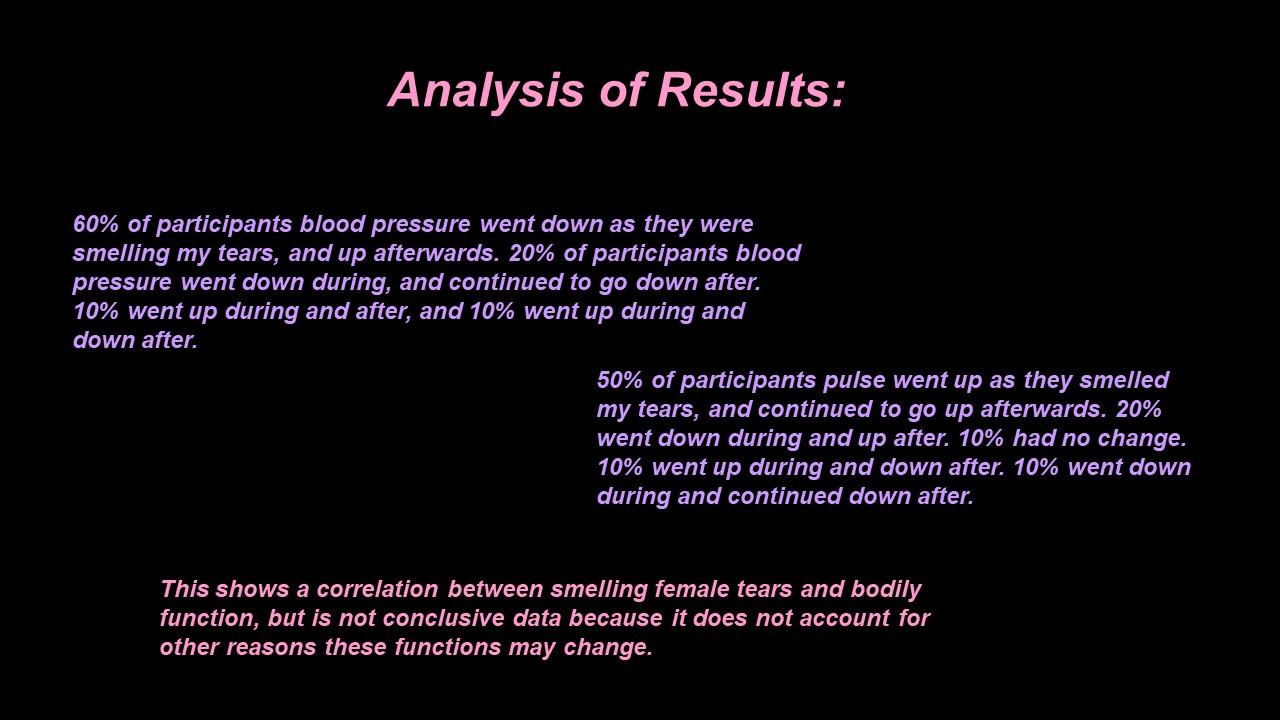 Analysis of Results:
60% of participants blood pressure went down as they were
smelling my tears, and up afterwards. 20% of participants blood
pressure went down during, and continued to go down after.
10% went up during and after, and 10% went up during and
down after.
50% of participants pulse went up as they smelled
my tears, and continued to go up afterwards. 20%
went down during and up after. 10% had no change.
10% went up during and down after. 10% went down
during and continued down after.
This shows a correlation between smelling female tears and bodily
function, but is not conclusive data because it does not account for
other reasons these functions may change.